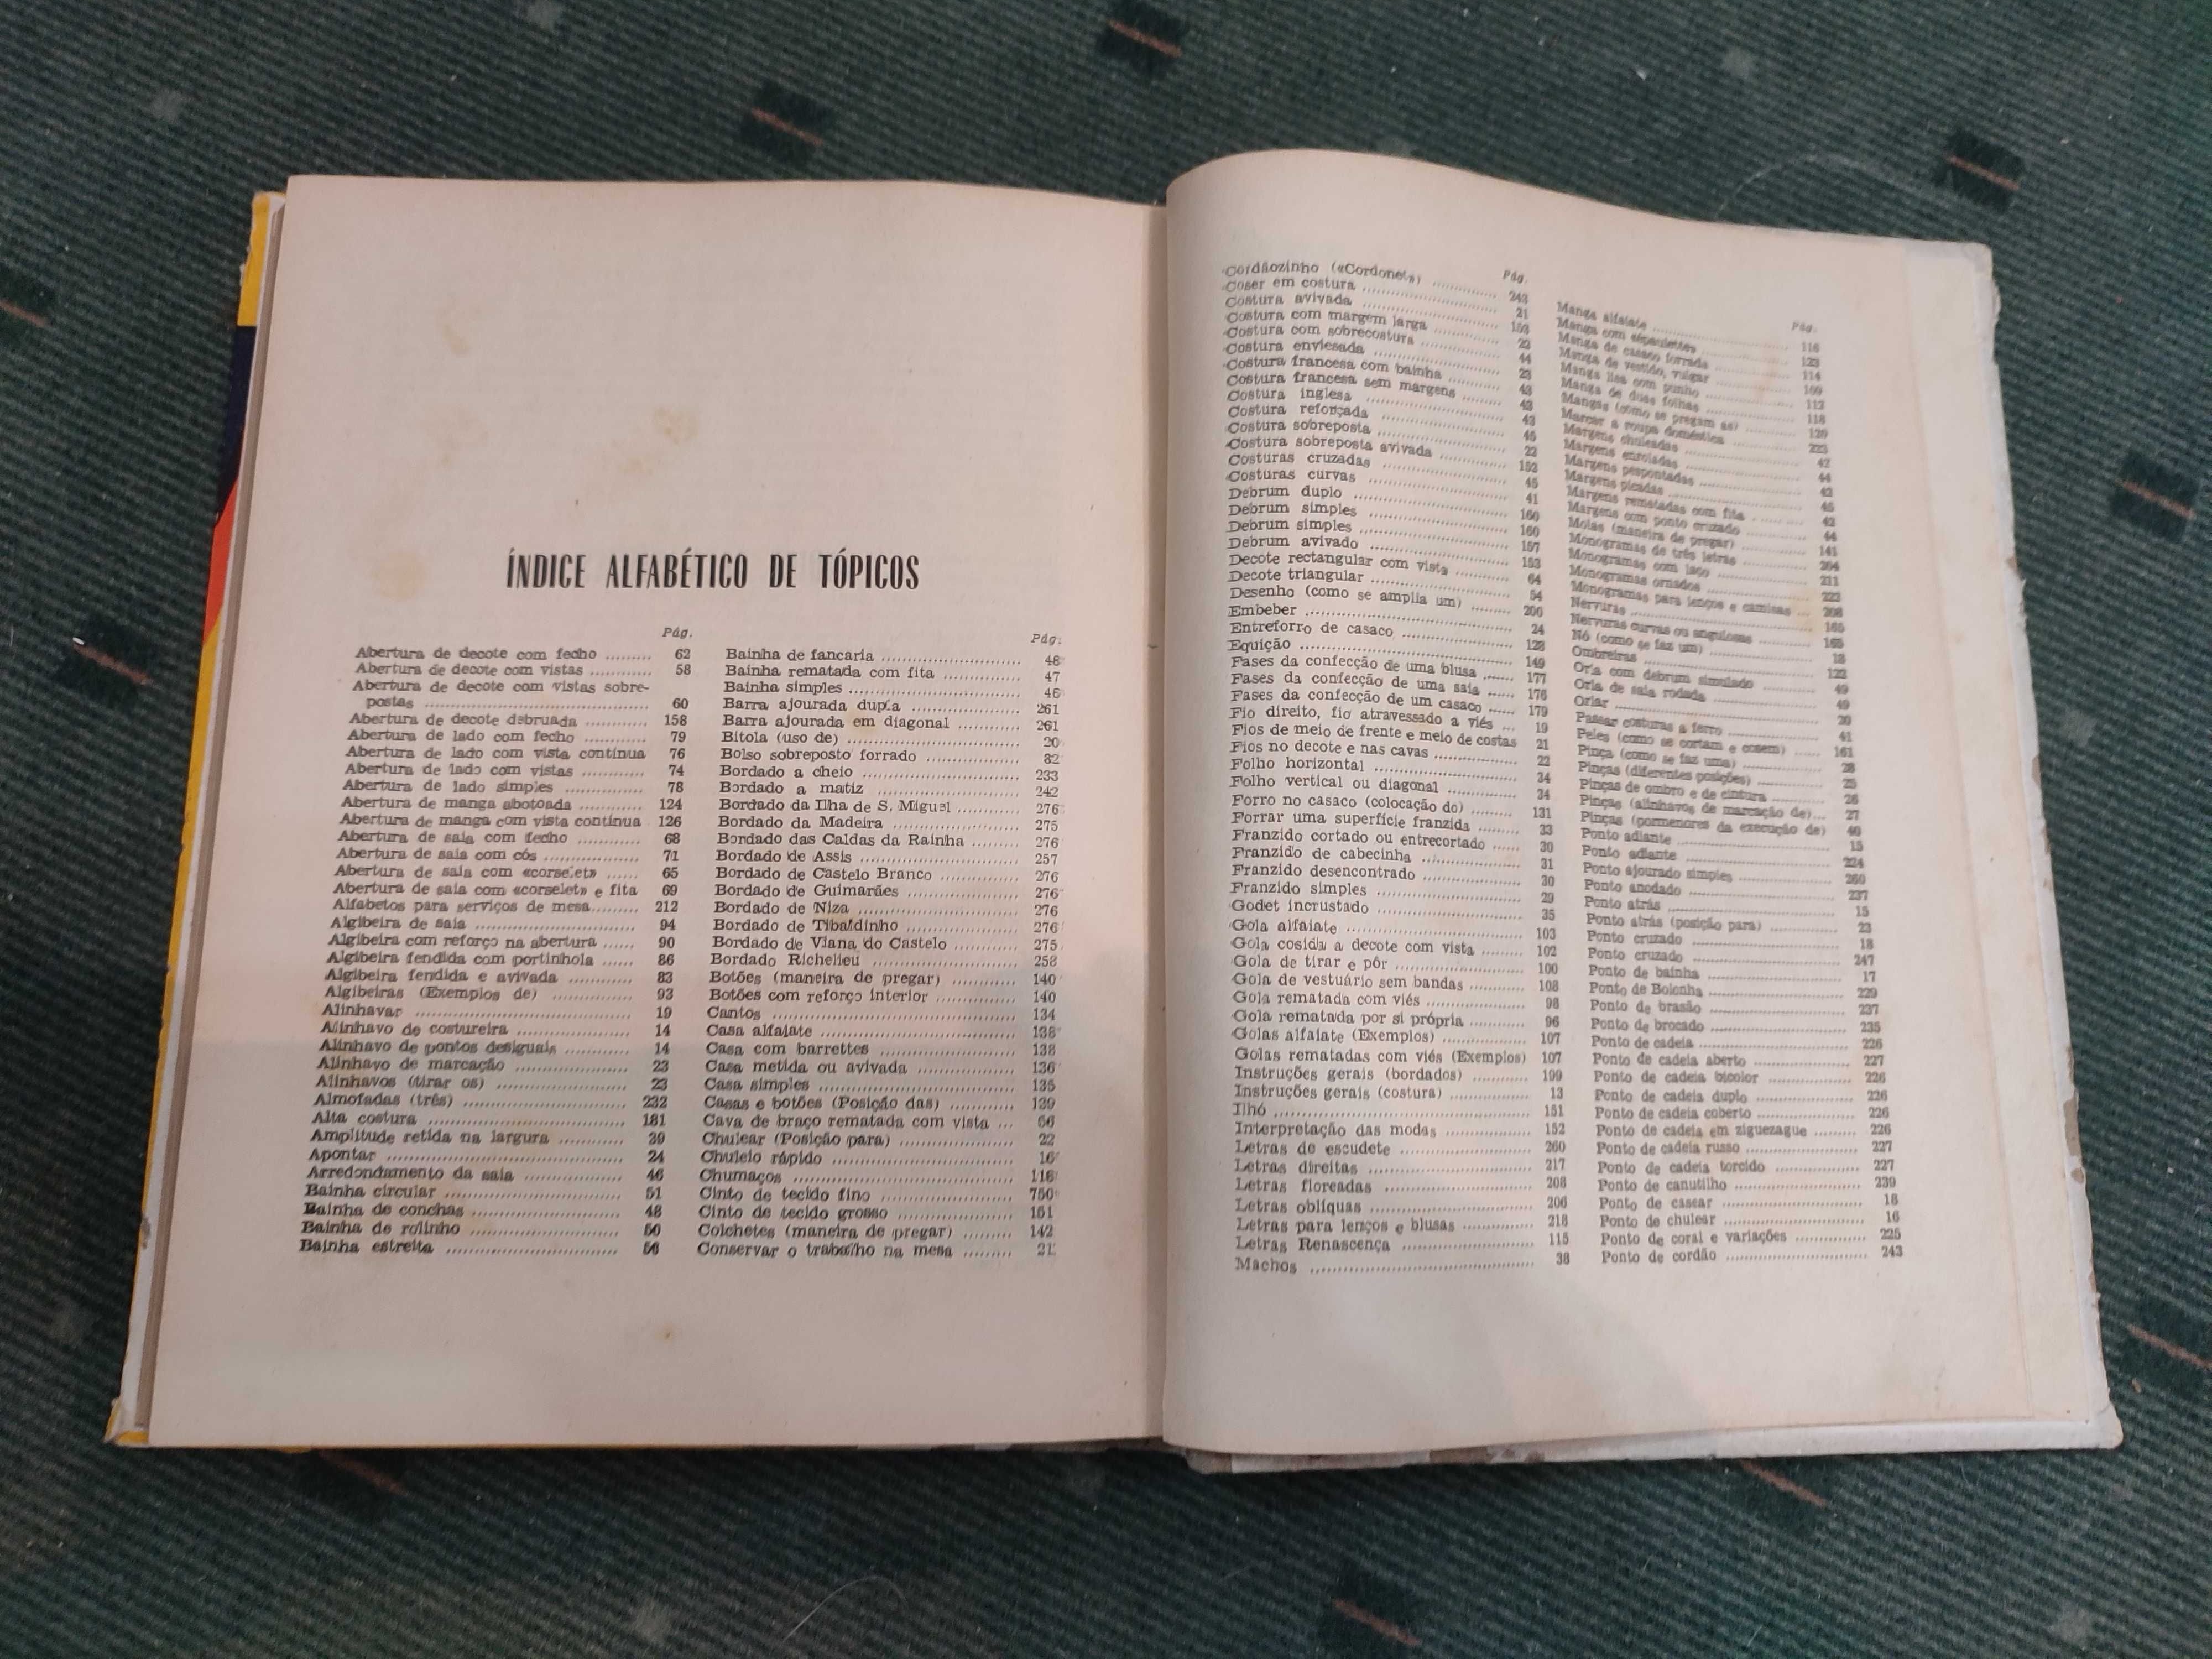 ÍNDICE ALFABÉTICO DE TÓPICOS
Pág.
Abertura de decote com fecho ......... 62
Abertura de decote com vistas ........... 58
Abertura de decote com vistas sobre-
postas ........................................ 60
Abertura de decote debruada ........... 158
Abertura de lado com fecho ............ 79
Abertura de lado com vista contínua 76
Abertura de lado com vistas ............ 74
Abertura de lado simples ............... 78
Abertura de manga abotoada ............ 124
Abertura de manga com vista contínua 126
Abertura de saia com fecho ............ 68
Abertura de saia com cós ................. 71
Abertura de saia com «corselet» ...... 65
Abertura de saia com «corselet» e fita 69
Alfabetos para serviços de mesa......... 212
Algibeira de saia ........................... 94
Algibeira com reforço na abertura ...... 90
Algibeira fendida com portinhola ...... 86
Algibeira fendida e avivada ............ 83
Algibeiras (Exemplos de) ............... 93
Alinhavar ..................................... 19
Alinhavo de costureira .................. 14
Alinhavo de pontos desiguais ............ 14
Alinhavo de marcação .................. 23
Alinhavos (tirar os) ..................... 23
Almofadas (três) ........................... 232
Alta costura ................................. 181
Amplitude retida na largura ............ 39
Apontar ....................................... 24
Arredondamento da saia ................. 46
Bainha circular .............................. 51
Bainha de conchas ........................ 48
Bainha de rolinho ......................... 50
Bainha estreita .............................. 56
Pág.
Bainha de fancaria ........................ 48
Bainha rematada com fita ............... 47
Bainha simples .............................. 46
Barra ajourada dupla ..................... 261
Barra ajourada em diagonal ............ 261
Bitola (uso de) .............................. 20
Bolso sobreposto forrado ............... 82
Bordado a cheio ........................... 233
Bordado a matiz ........................... 242
Bordado da Ilha de S. Miguel ........... 276
Bordado da Madeira ..................... 275
Bordado das Caldas da Rainha ......... 276
Bordado de Assis ........................... 257
Bordado de Castelo Branco ............ 276
Bordado de Guimarães .................. 276
Bordado de Niza ........................... 276
Bordado de Tibaldinho .................. 276
Bordado de Viana do Castelo ........... 275
Bordado Richelieu ........................ 258
Botões (maneira de pregar) ............ 140
Botões com reforço interior ............ 140
Cantos ......................................... 134
Casa alfaiate ................................. 138
Casa com barrettes ........................ 138
Casa metida ou avivada .................. 136
Casa simples ................................. 135
Casas e botões (Posição das) ............ 139
Cava de braço rematada com vista ... 66
Chulear (Posição para) .................. 22
Chuleio rápido .............................. 16
Chumaços .................................... 118
Cinto de tecido fino ..................... 750
Cinto de tecido grosso .................. 151
Colchetes (maneira de pregar) ......... 142
Conservar o trabalho na mesa ......... 21
Pág.
Cordãozinho («Cordonet») ............ 243
Coser em costura ........................ 21
Costura avivada ........................ 153
Costura com margem larga ............ 22
Costura com sobrecostura ............ 44
Costura enviesada ..................... 23
Costura francesa com bainha ......... 43
Costura francesa sem margens ........ 43
Costura inglesa ........................ 43
Costura reforçada ..................... 45
Costura sobreposta ..................... 22
Costura sobreposta avivada ............ 152
Costuras cruzadas ..................... 45
Costuras curvas ........................ 41
Debrum duplo ........................... 160
Debrum simples ........................ 160
Debrum simples ........................ 157
Debrum avivado ........................ 153
Decote rectangular com vista ......... 64
Decote triangular ..................... 54
Desenho (como se amplia um) ......... 200
Embeber ................................. 24
Entreforro de casaco .................. 128
Equição ................................. 149
Fases da confecção de uma blusa ...... 177
Fases da confecção de uma saia ...... 176
Fases da confecção de um casaco ...... 179
Fio direito, fio atravessado a viés ... 19
Fios de meio de frente e meio de costas 21
Fios no decote e nas cavas ............ 22
Folho horizontal ........................ 34
Folho vertical ou diagonal ............ 34
Forro no casaco (colocação do) ......... 131
Forrar uma superfície franzida ......... 33
Franzido cortado ou entrecortado ...... 30
Franzido de cabecinha .................. 31
Franzido desencontrado ............... 30
Franzido simples ........................ 29
Godet incrustado ........................ 35
Gola alfaiate ........................... 103
Gola cosida a decote com vista ...... 102
Gola de tirar e pôr ..................... 100
Gola de vestuário sem bandas ......... 108
Gola rematada com viés ............... 98
Gola rematada por si própria ......... 96
Golas alfaiate (Exemplos) ............ 107
Golas rematadas com viés (Exemplos) 107
Instruções gerais (bordados) ............ 199
Instruções gerais (costura) ............ 13
Ilhó .................................... 151
Interpretação das modas ............... 152
Letras de escudete ..................... 260
Letras direitas ........................ 217
Letras floreadas ........................ 208
Letras oblíquas ........................ 206
Letras para lenços e blusas ............ 218
Letras Renascença ..................... 115
Machos ................................. 38
Pág.
Manga alfaiate ........................ 116
Manga com espanletes 123
Manga de casaco forrada ............ 114
Manga de vestido, vulgar ............ 109
Manga lisa com punho ............... 112
Manga de duas folhas ............... 118
Mangas (como se pregam as) ......... 120
Marcar a roupa doméstica ............ 223
Margens chuleadas ..................... 42
Margens enroladas ..................... 44
Margens pespontadas .................. 42
Margens picadas ........................ 45
Margens rematadas com fita ......... 42
Margens com ponto cruzado ......... 44
Molas (maneira de pregar) ............ 141
Monogramas de três letras ............ 204
Monogramas com laço .................. 211
Monogramas ornados .................. 223
Monogramas para lenços e camisas ... 208
Nervuras ................................. 165
Nervuras curvas ou angulosas ......... 165
Nó (como se faz um) .................. 18
Ombreiras .............................. 122
Orla com debrum simulado ............ 49
Orla de saia rodada .................. 49
Orlar .................................... 20
Passar costuras a ferro ............... 41
Peles (como se cortam e cosem) ...... 161
Pinça (como se faz uma) ............ 28
Pinças (diferentes posições) ......... 25
Pinças de ombro e de cintura ......... 26
Pinças (alinhavos de marcação de)... 27
Pinças (pormenores da execução de) 40
Ponto adiante ........................... 15
Ponto adiante ........................... 224
Ponto ajourado simples ............... 260
Ponto anodado ........................... 237
Ponto atrás .............................. 15
Ponto atrás (posição para) ............ 23
Ponto cruzado ........................... 18
Ponto cruzado ........................... 247
Ponto de bainha ........................ 17
Ponto de Bolonha ........................ 229
Ponto de brasão ........................ 237
Ponto de brocado ........................ 235
Ponto de cadeia ........................ 226
Ponto de cadeia aberto ............... 227
Ponto de cadeia bicolor ............... 226
Ponto de cadeia duplo ............... 226
Ponto de cadeia coberto ............... 226
Ponto de cadeia em ziguezague ......... 226
Ponto de cadeia russo .................. 227
Ponto de cadeia torcido ............... 227
Ponto de canutilho ..................... 239
Ponto de casear ........................ 18
Ponto de chulear ........................ 16
Ponto de coral e variações ............ 225
Ponto de cordão ........................ 243